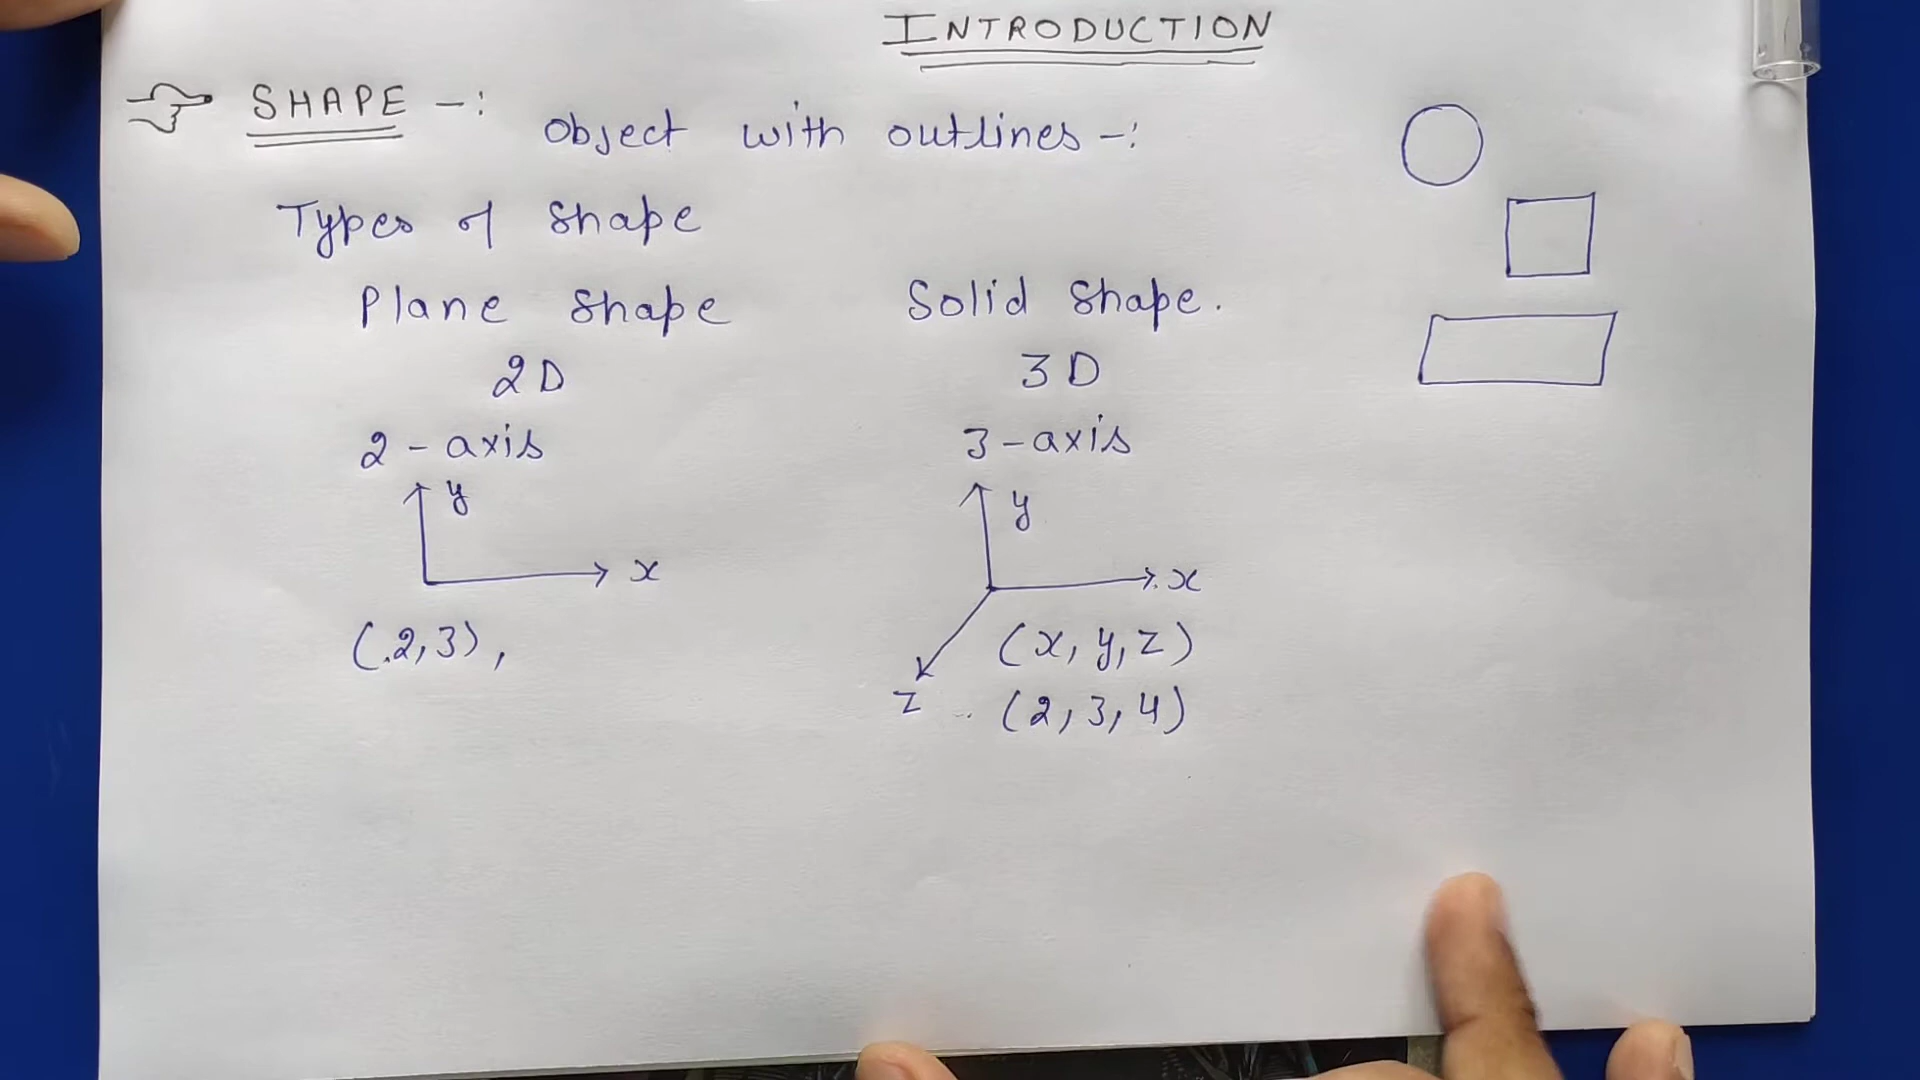 INTRODUCTION
SHAPE -: Object with outlines -:
Types of shape
Plane shape Solid shape.
2D 3D
2-axis 3-axis
y y
x x
(.2,3), (x, y, z)
z (2, 3, 4)